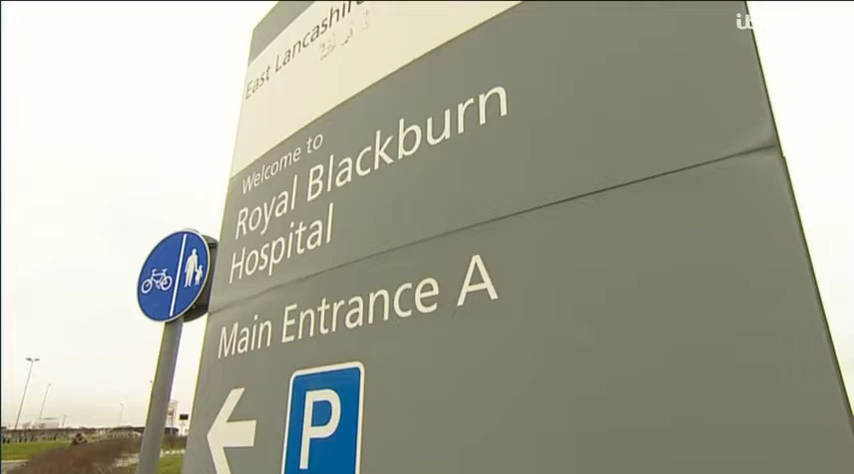 East Lancashire
Welcome to
Royal Blackburn
Hospital
Main Entrance A
P